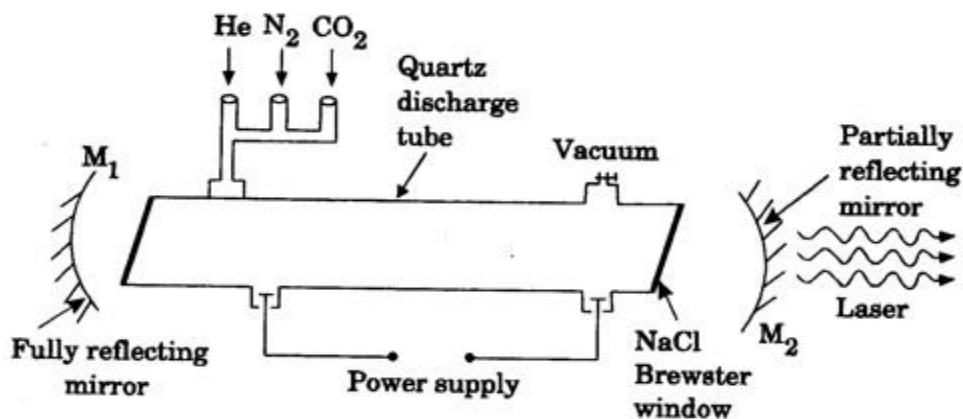 He N₂ CO₂
Quartz
discharge
tube
Vacuum
Partially
reflecting
mirror
M₁
Laser
M₂
Fully reflecting
mirror
Power supply
NaCl
Brewster
window